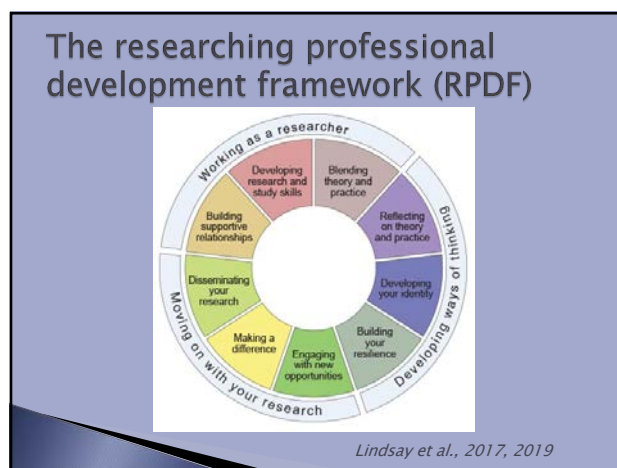 The researching professional
development framework (RPDF)
Working as a researcher
Developing
research and
study skills
Blending
theory and
practice
Reflecting
on theory
and practice
Developing
your identity
Building
your
resilience
Developing ways of thinking
Engaging
with new
opportunities
Making a
difference
Disseminating
your
research
Moving on with your research
Building
supportive
relationships
Lindsay et al., 2017, 2019